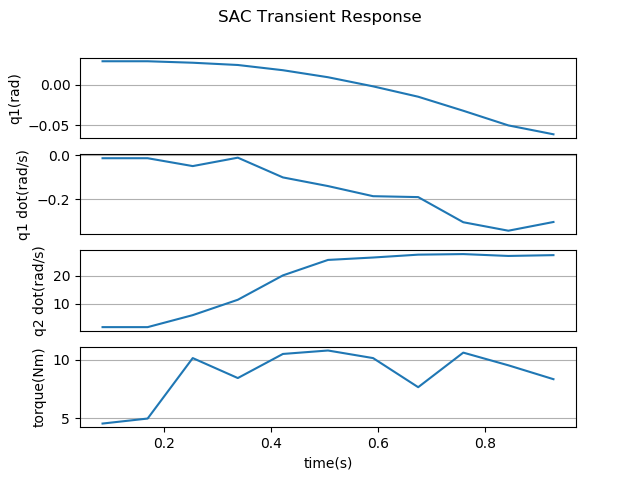 SAC Transient Response
q1(rad)
0.00
−0.05
q1 dot(rad/s)
0.0
−0.2
q2 dot(rad/s)
20
10
torque(Nm)
10
5
0.2 0.4 0.6 0.8
time(s)